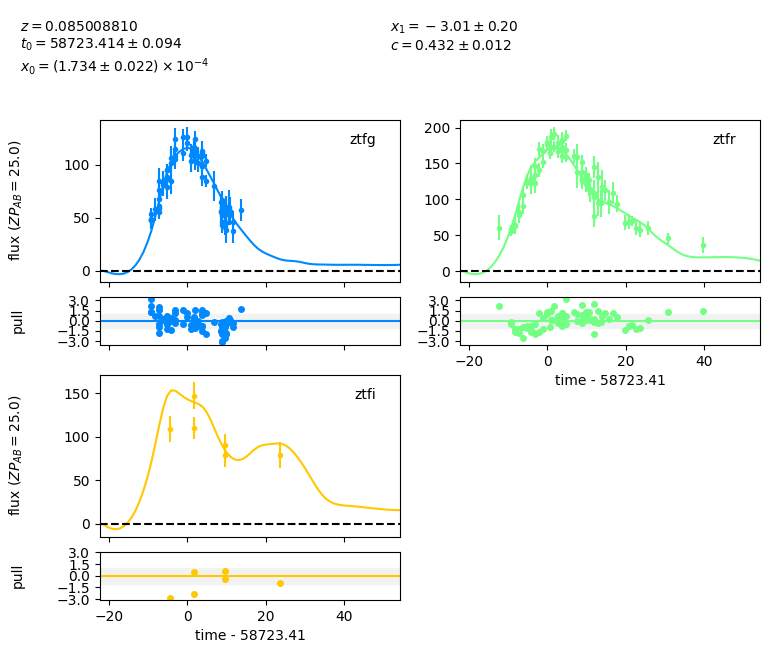 z = 0.085008810
t₀ = 58723.414 ± 0.094
x₀ = (1.734 ± 0.022) × 10⁻⁴
x₁ = −3.01 ± 0.20
c = 0.432 ± 0.012
flux (ZP_AB = 25.0)
ztfg
100
50
0
ztfr
200
150
100
50
0
pull
3.0
1.5
0.0
−1.5
−3.0
3.0
1.5
0.0
−1.5
−3.0
−20 0 20 40
time - 58723.41
flux (ZP_AB = 25.0)
ztfi
150
100
50
0
pull
3.0
1.5
0.0
−1.5
−3.0
−20 0 20 40
time - 58723.41